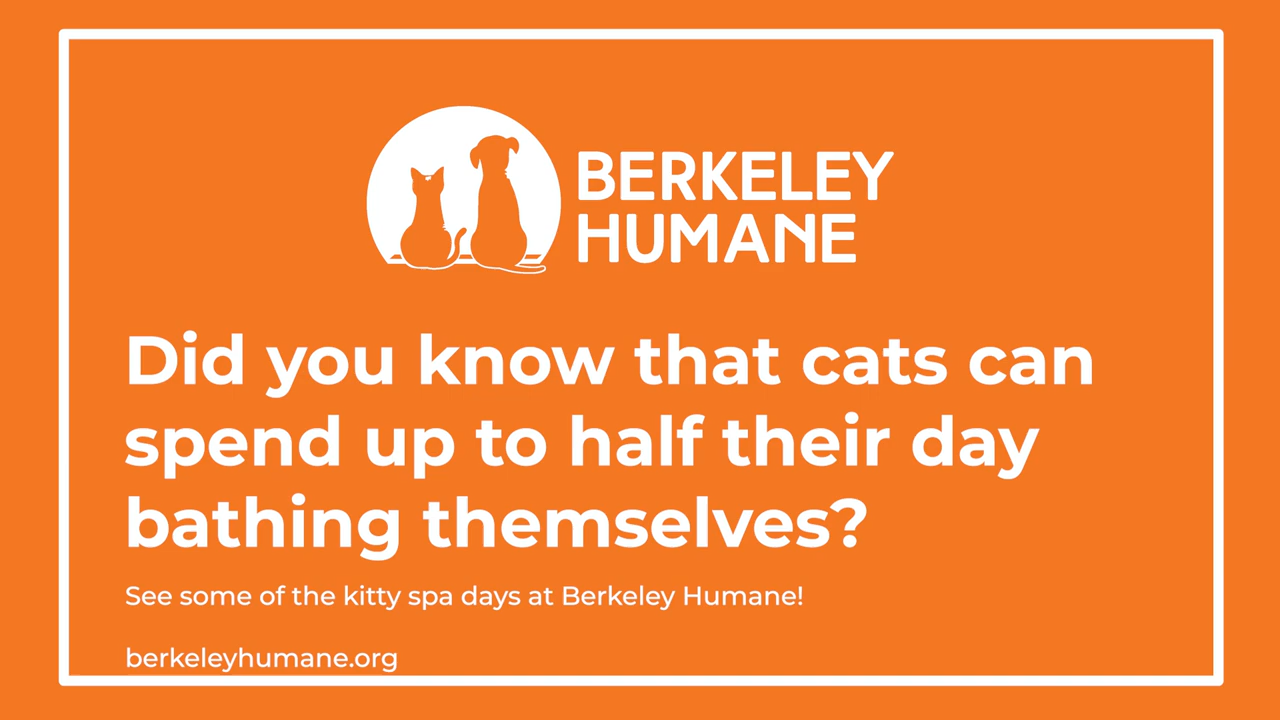 BERKELEY
HUMANE
Did you know that cats can
spend up to half their day
bathing themselves?
See some of the kitty spa days at Berkeley Humane!
berkeleyhumane.org